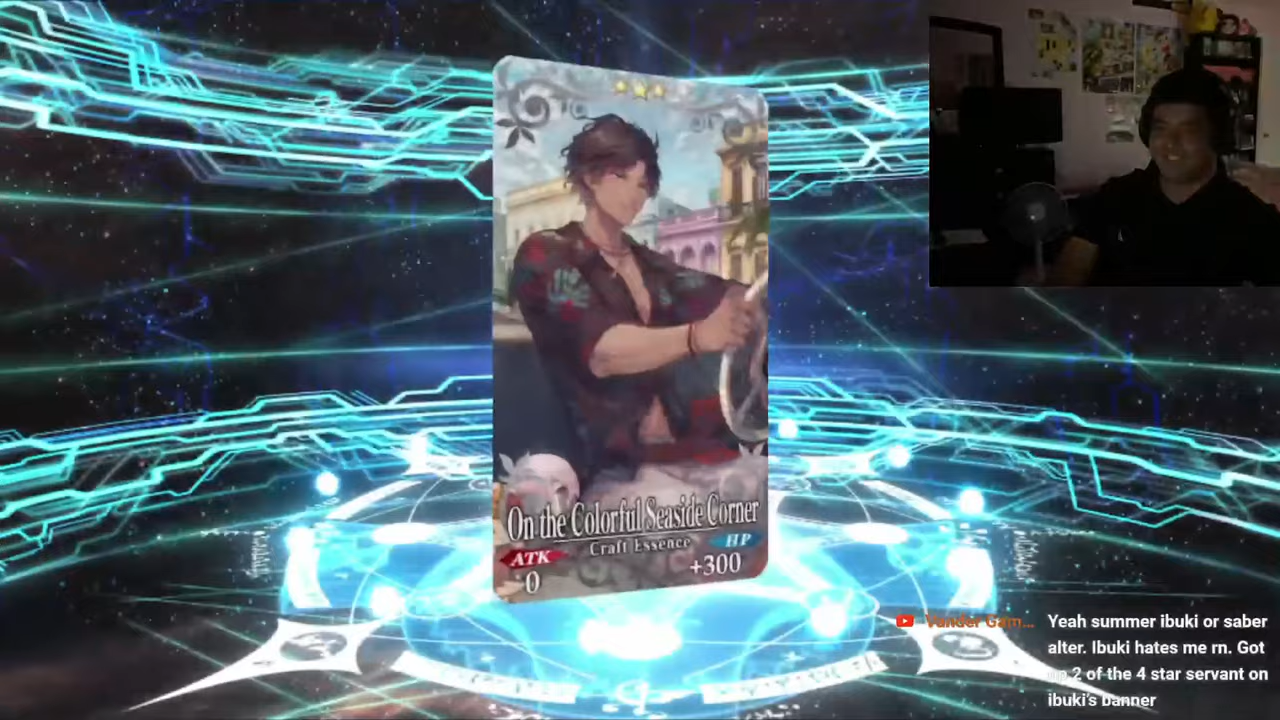 On the Colorful Seaside Corner
Craft Essence
ATK
HP
0
+300
Yeah summer ibuki or saber
alter. Ibuki hates me rn. Got
2 of the 4 star servant on
ibuki's banner